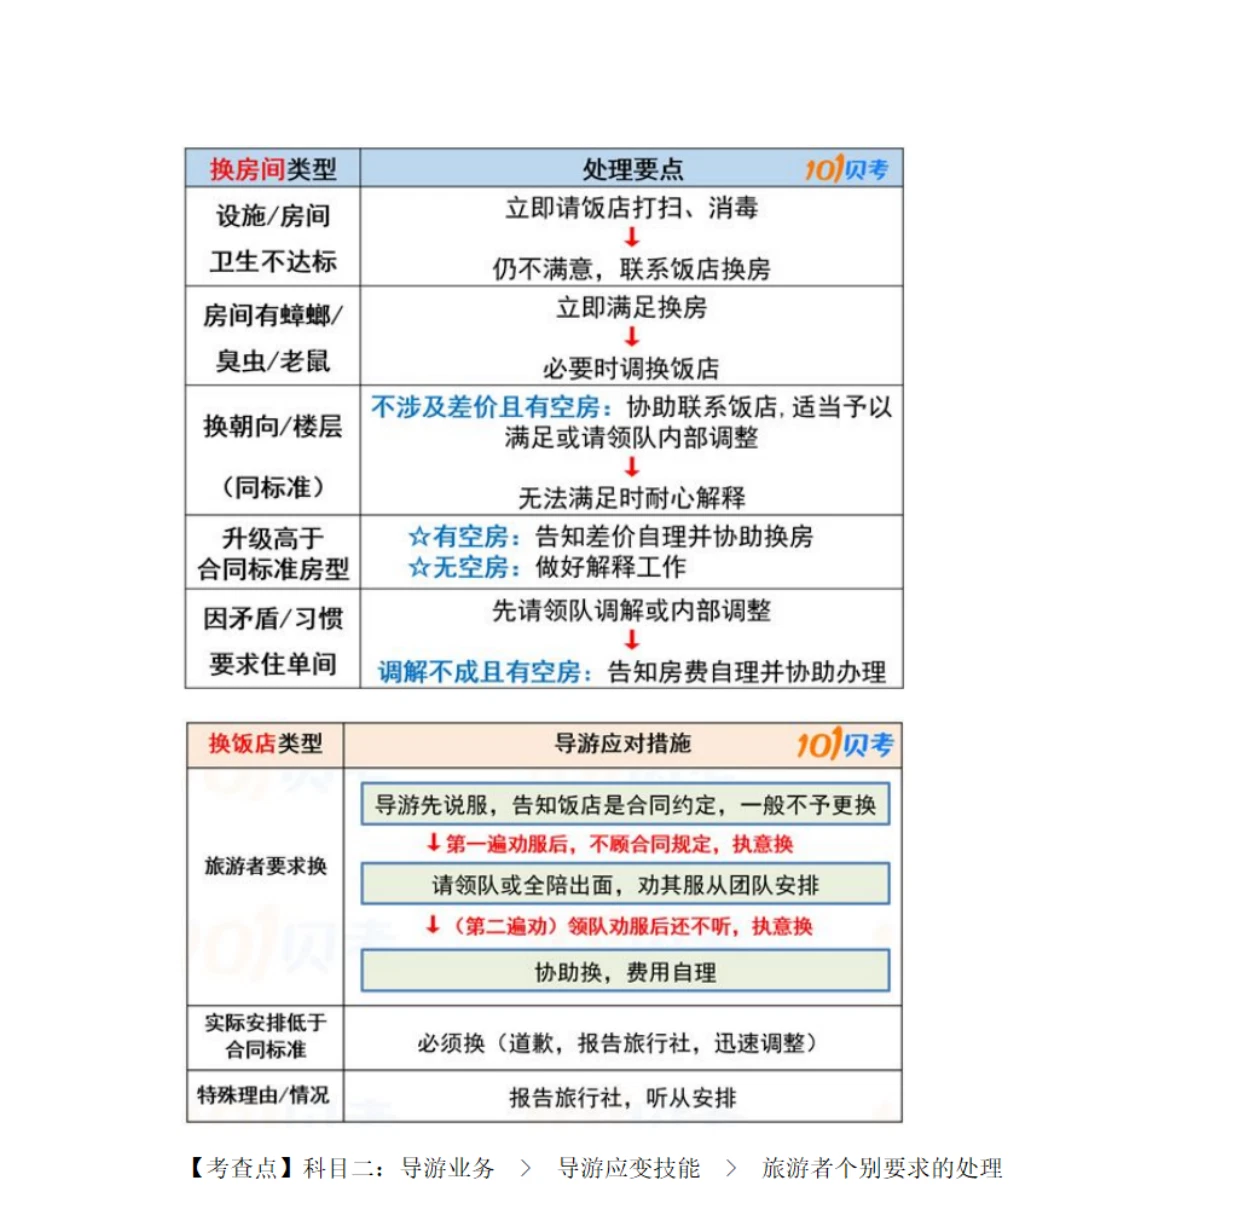 换房间类型 处理要点 101贝考
设施/房间
卫生不达标
立即请饭店打扫、消毒
↓
仍不满意，联系饭店换房
房间有蟑螂/
臭虫/老鼠
立即满足换房
↓
必要时调换饭店
换朝向/楼层
（同标准）
不涉及差价且有空房：协助联系饭店,适当予以
满足或请领队内部调整
↓
无法满足时耐心解释
升级高于
合同标准房型
☆有空房：告知差价自理并协助换房
☆无空房：做好解释工作
因矛盾/习惯
要求住单间
先请领队调解或内部调整
↓
调解不成且有空房：告知房费自理并协助办理
换饭店类型 导游应对措施 101贝考
旅游者要求换
导游先说服，告知饭店是合同约定，一般不予更换
↓第一遍劝服后，不顾合同规定，执意换
请领队或全陪出面，劝其服从团队安排
↓（第二遍劝）领队劝服后还不听，执意换
协助换，费用自理
实际安排低于
合同标准
必须换（道歉，报告旅行社，迅速调整）
特殊理由/情况 报告旅行社，听从安排
【考查点】科目二：导游业务 > 导游应变技能 > 旅游者个别要求的处理